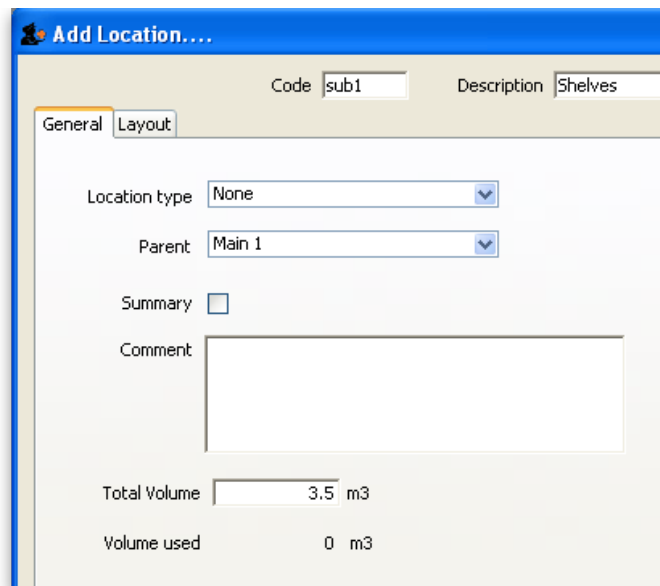 Add Location....
Code sub1 Description Shelves
General Layout
Location type None
Parent Main 1
Summary
Comment
Total Volume 3.5 m3
Volume used 0 m3